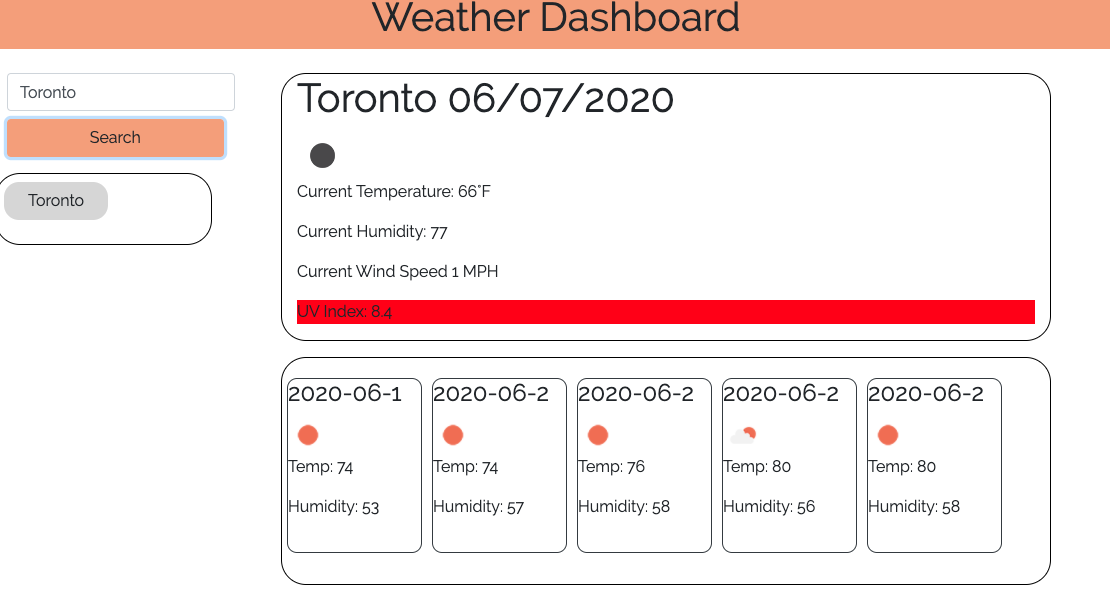 Weather Dashboard
Toronto
Search
Toronto
Toronto 06/07/2020
Current Temperature: 66°F
Current Humidity: 77
Current Wind Speed 1 MPH
UV Index: 8.4
2020-06-1 2020-06-2 2020-06-2 2020-06-2 2020-06-2
Temp: 74 Temp: 74 Temp: 76 Temp: 80 Temp: 80
Humidity: 53 Humidity: 57 Humidity: 58 Humidity: 56 Humidity: 58